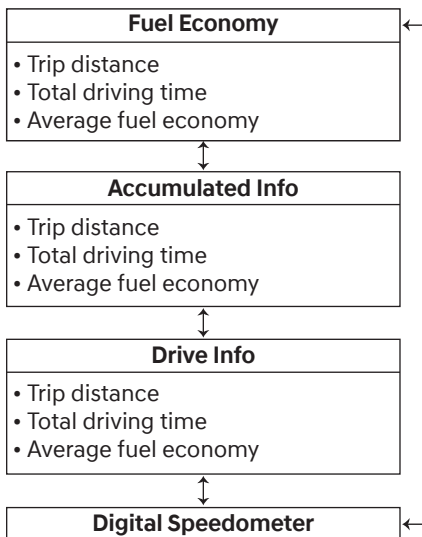 Fuel Economy
• Trip distance
• Total driving time
• Average fuel economy
Accumulated Info
• Trip distance
• Total driving time
• Average fuel economy
Drive Info
• Trip distance
• Total driving time
• Average fuel economy
Digital Speedometer